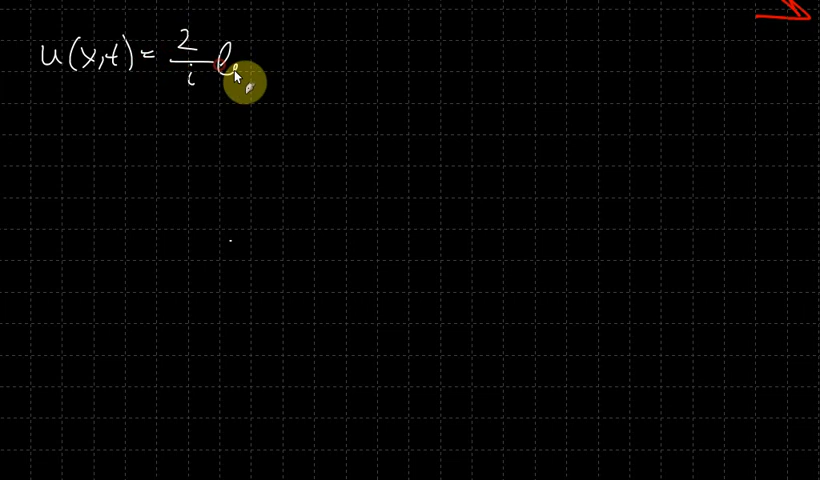 u(x,t) = 2/i e